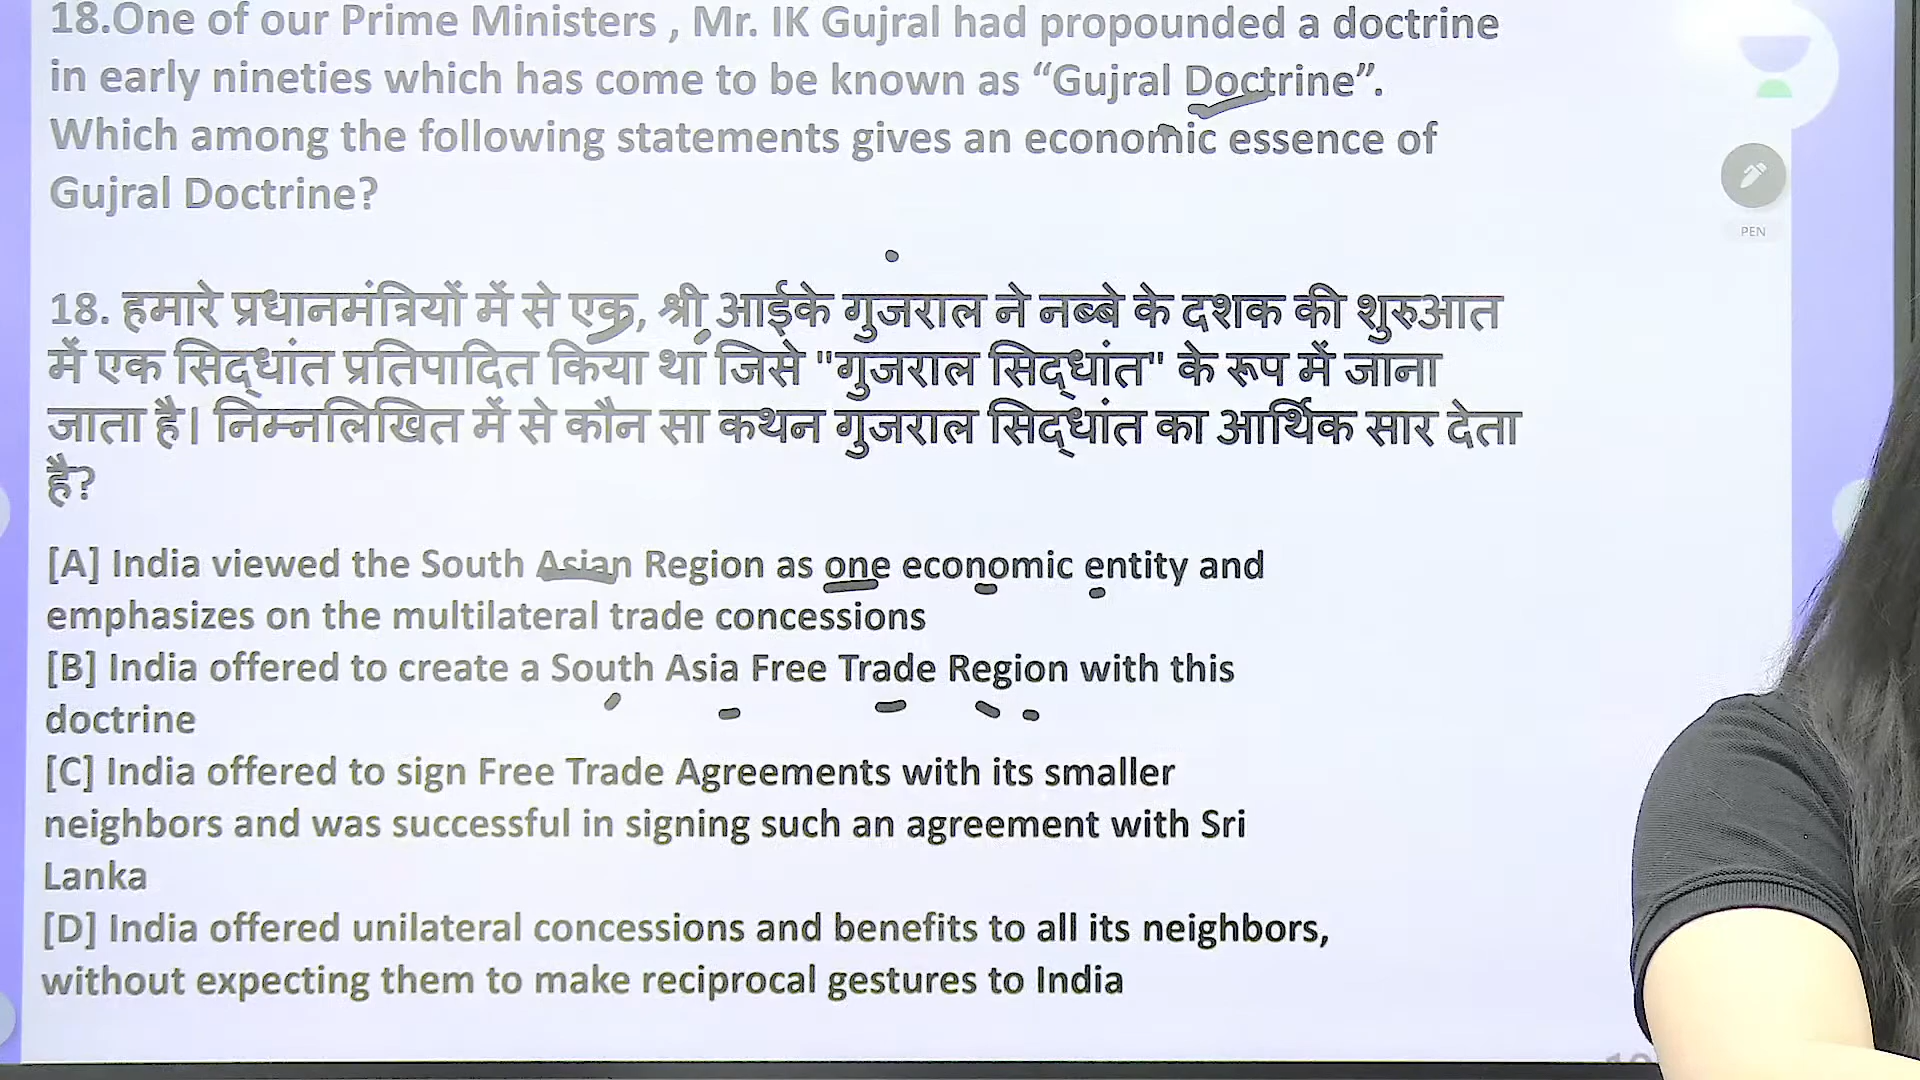 18.One of our Prime Ministers , Mr. IK Gujral had propounded a doctrine
in early nineties which has come to be known as “Gujral Doctrine”.
Which among the following statements gives an economic essence of
Gujral Doctrine?
PEN
18. हमारे प्रधानमंत्रियों में से एक, श्री आईके गुजराल ने नब्बे के दशक की शुरुआत
में एक सिद्धांत प्रतिपादित किया था जिसे "गुजराल सिद्धांत" के रूप में जाना
जाता है। निम्नलिखित में से कौन सा कथन गुजराल सिद्धांत का आर्थिक सार देता
है?
[A] India viewed the South Asian Region as one economic entity and
emphasizes on the multilateral trade concessions
[B] India offered to create a South Asia Free Trade Region with this
doctrine
[C] India offered to sign Free Trade Agreements with its smaller
neighbors and was successful in signing such an agreement with Sri
Lanka
[D] India offered unilateral concessions and benefits to all its neighbors,
without expecting them to make reciprocal gestures to India